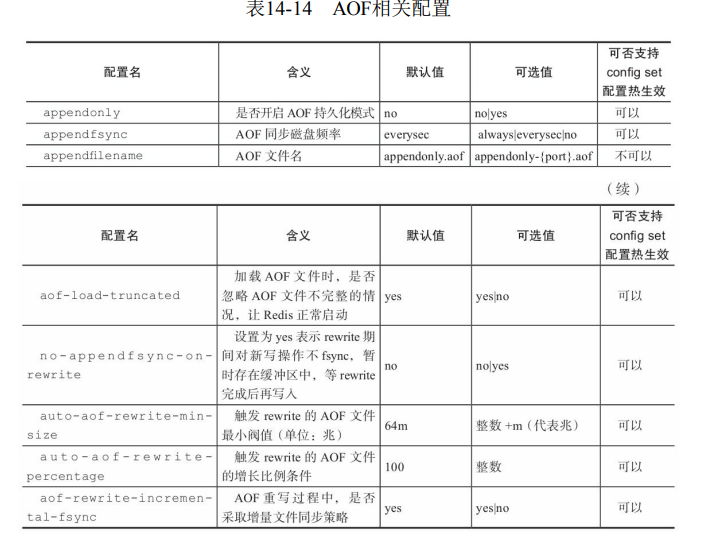 表14-14 AOF相关配置
可否支持
配置名 含义 默认值 可选值 config set
配置热生效
appendonly 是否开启 AOF 持久化模式 no no|yes 可以
appendfsync AOF 同步磁盘频率 everysec always|everysec|no 可以
appendfilename AOF 文件名 appendonly.aof appendonly-{port}.aof 不可以
（续）
可否支持
配置名 含义 默认值 可选值 config set
配置热生效
加载 AOF 文件时，是否
aof-load-truncated 忽略 AOF 文件不完整的情 yes yes|no 可以
况，让 Redis 正常启动
设置为 yes 表示 rewrite 期
no-appendfsync-on- 间对新写操作不 fsync，暂
rewrite 时存在缓冲区中，等 rewrite no no|yes 可以
完成后再写入
auto-aof-rewrite-min- 触发 rewrite 的 AOF 文件
size 最小阀值（单位：兆） 64m 整数 +m（代表兆） 可以
auto-aof-rewrite- 触发 rewrite 的 AOF 文件
percentage 的增长比例条件 100 整数 可以
aof-rewrite-incremen- AOF 重写过程中，是否
tal-fsync 采取增量文件同步策略 yes yes|no 可以